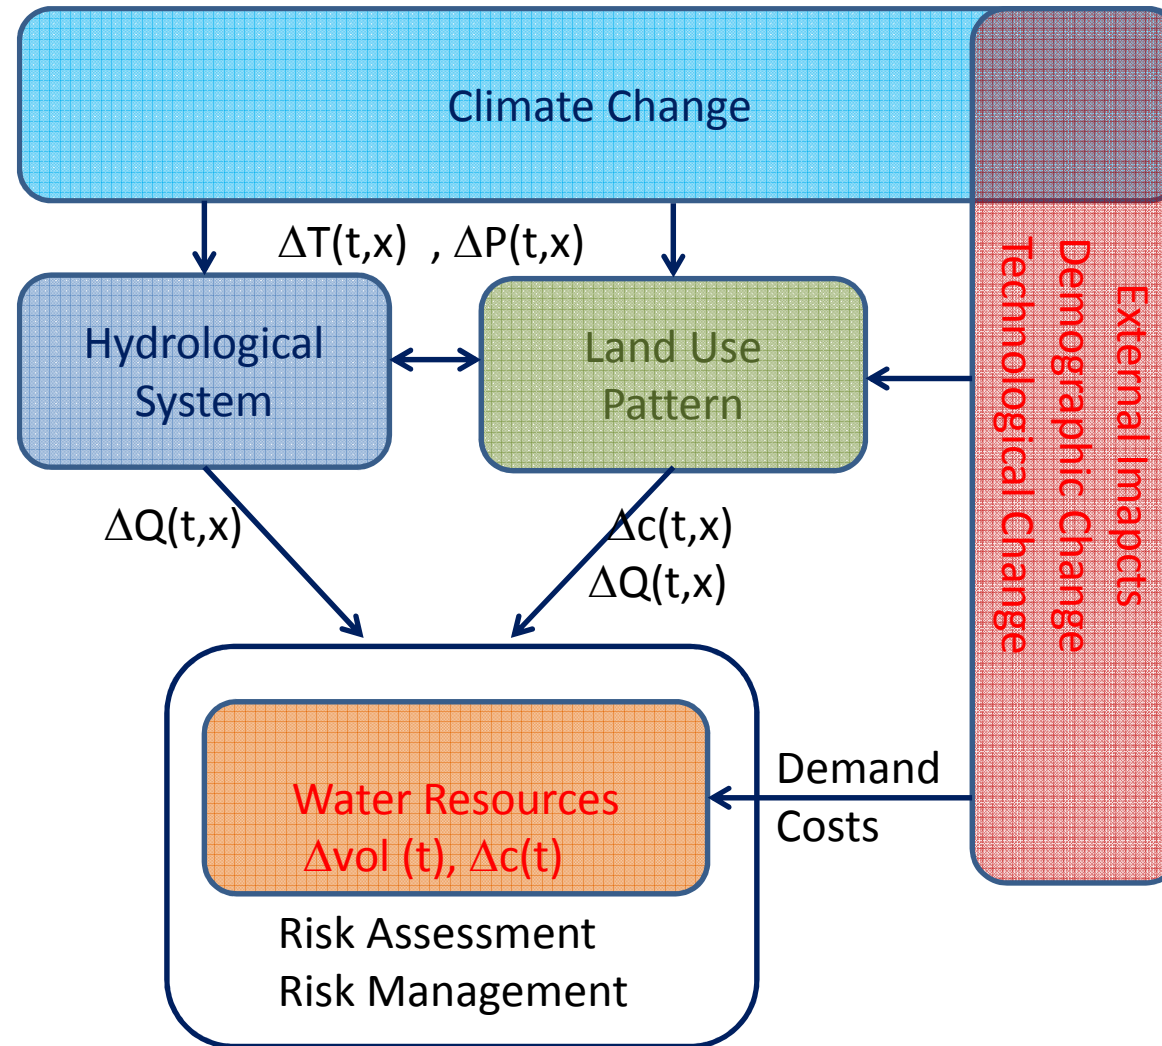 Climate Change
ΔT(t,x) , ΔP(t,x)
Hydrological
System
Land Use
Pattern
External Imapcts
Demographic Change
Technological Change
ΔQ(t,x)
Δc(t,x)
ΔQ(t,x)
Demand
Costs
Water Resources
Δvol (t), Δc(t)
Risk Assessment
Risk Management